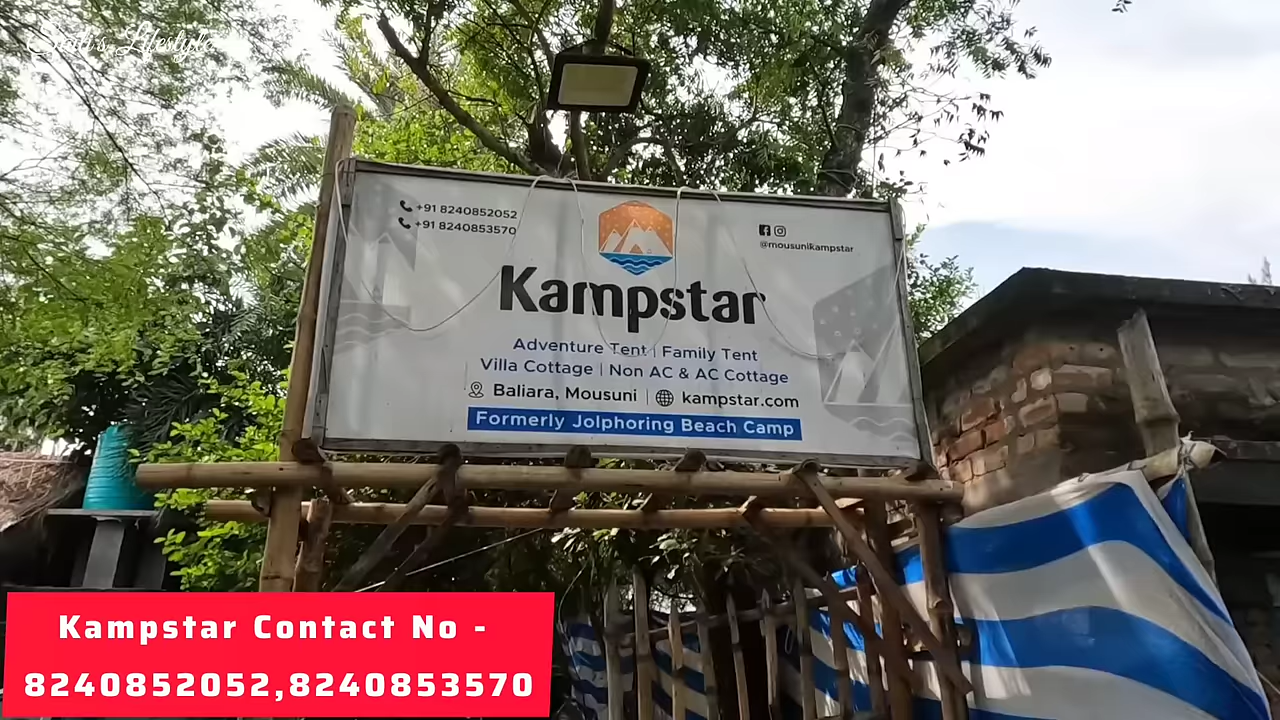 +91 8240852052
+91 8240853570
@mousunikampstar
Kampstar
Adventure Tent | Family Tent
Villa Cottage | Non AC & AC Cottage
Baliara, Mousuni | kampstar.com
Formerly Jolphoring Beach Camp
Kampstar Contact No -
8240852052,8240853570